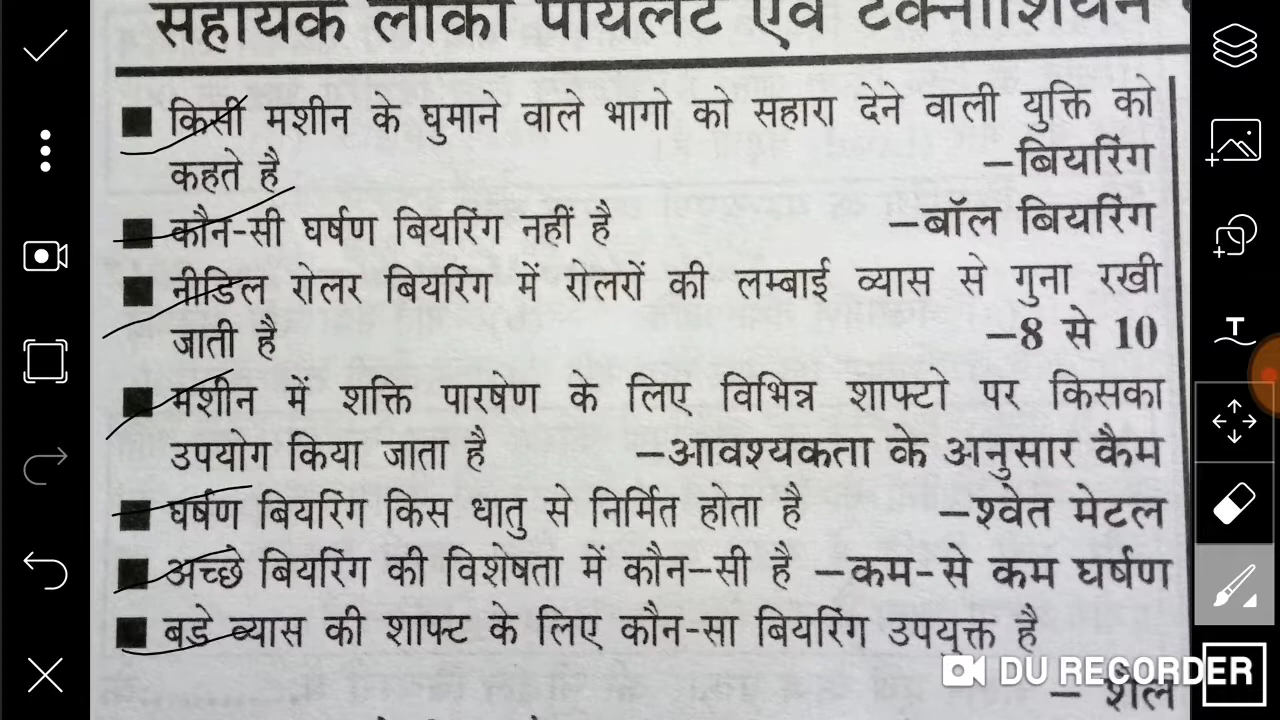 सहायक लोको पायलट एवं टेक्नीशियन
■ किसी मशीन के घुमाने वाले भागो को सहारा देने वाली युक्ति को
कहते है –बियरिंग
■ कौन-सी घर्षण बियरिंग नहीं है –बॉल बियरिंग
■ नीडिल रोलर बियरिंग में रोलरों की लम्बाई व्यास से गुना रखी
जाती है –8 से 10
■ मशीन में शक्ति पारषेण के लिए विभिन्न शाफ्टो पर किसका
उपयोग किया जाता है –आवश्यकता के अनुसार कैम
■ घर्षण बियरिंग किस धातु से निर्मित होता है –श्वेत मेटल
■ अच्छे बियरिंग की विशेषता में कौन–सी है –कम-से कम घर्षण
■ बडे व्यास की शाफ्ट के लिए कौन-सा बियरिंग उपयुक्त है
– शैल
DU RECORDER
T